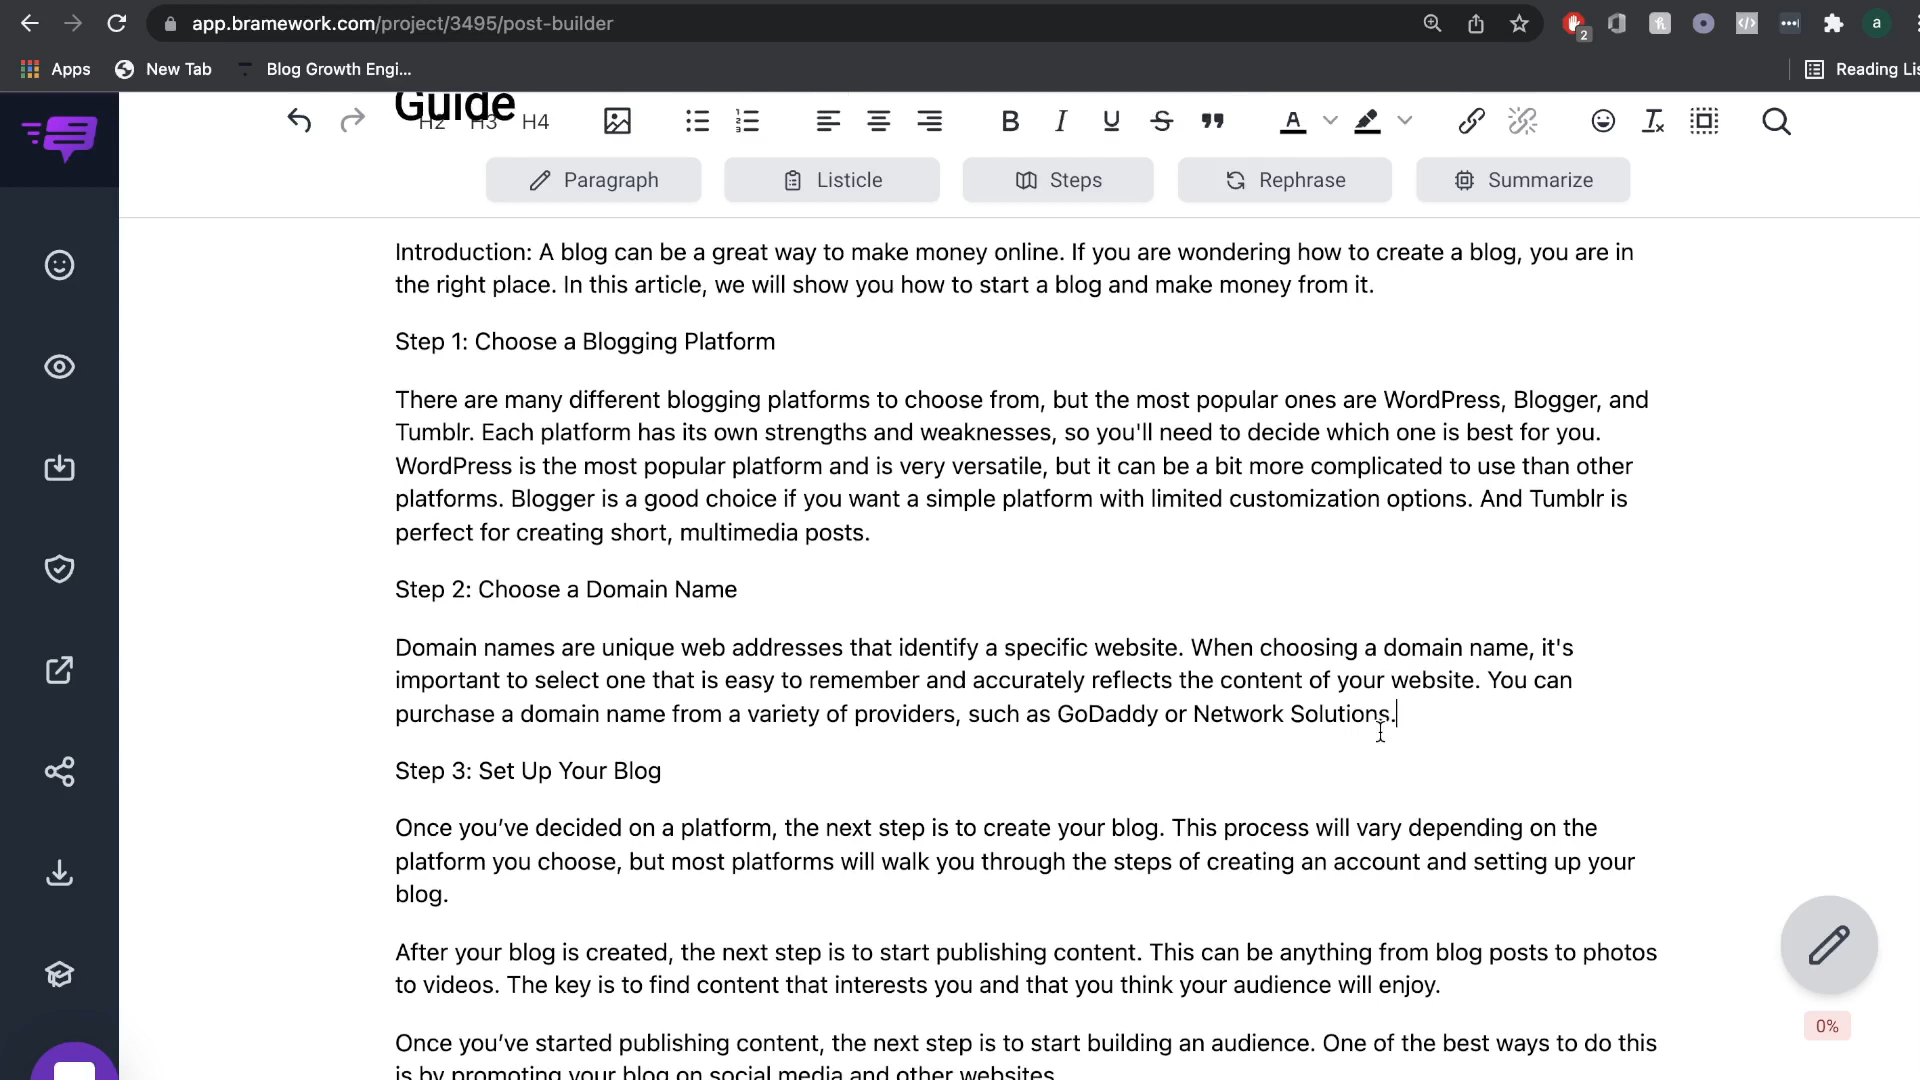 app.bramework.com/project/3495/post-builder
2
a
Apps
New Tab
Blog Growth Engi...
Reading Lis
Guide
H2 H3 H4
B I U S A
Paragraph
Listicle
Steps
Rephrase
Summarize
Introduction: A blog can be a great way to make money online. If you are wondering how to create a blog, you are in
the right place. In this article, we will show you how to start a blog and make money from it.
Step 1: Choose a Blogging Platform
There are many different blogging platforms to choose from, but the most popular ones are WordPress, Blogger, and
Tumblr. Each platform has its own strengths and weaknesses, so you'll need to decide which one is best for you.
WordPress is the most popular platform and is very versatile, but it can be a bit more complicated to use than other
platforms. Blogger is a good choice if you want a simple platform with limited customization options. And Tumblr is
perfect for creating short, multimedia posts.
Step 2: Choose a Domain Name
Domain names are unique web addresses that identify a specific website. When choosing a domain name, it's
important to select one that is easy to remember and accurately reflects the content of your website. You can
purchase a domain name from a variety of providers, such as GoDaddy or Network Solutions.
Step 3: Set Up Your Blog
Once you’ve decided on a platform, the next step is to create your blog. This process will vary depending on the
platform you choose, but most platforms will walk you through the steps of creating an account and setting up your
blog.
After your blog is created, the next step is to start publishing content. This can be anything from blog posts to photos
to videos. The key is to find content that interests you and that you think your audience will enjoy.
0%
Once you’ve started publishing content, the next step is to start building an audience. One of the best ways to do this
is by promoting your blog on social media and other websites.